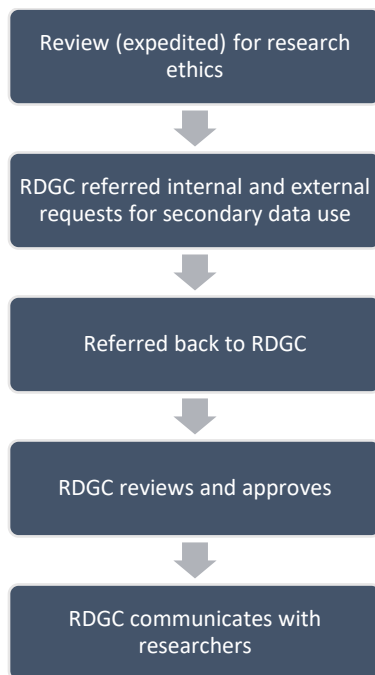 Review (expedited) for research
ethics
RDGC referred internal and external
requests for secondary data use
Referred back to RDGC
RDGC reviews and approves
RDGC communicates with
researchers